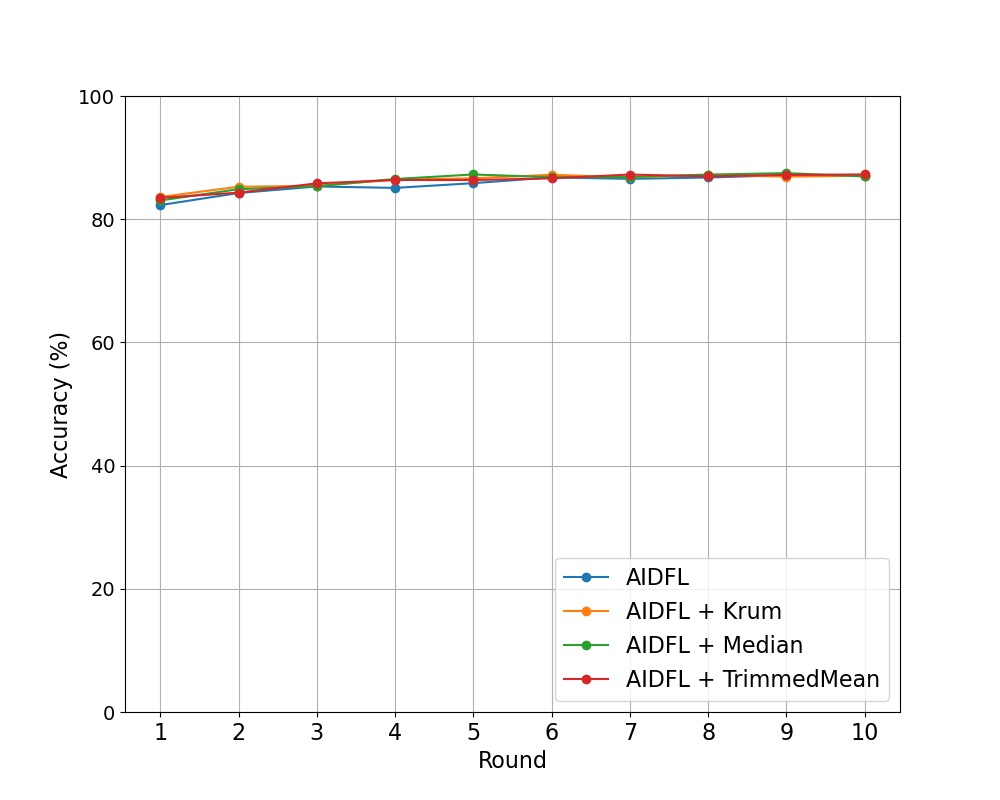 100
80
60
40
20
0
Accuracy (%)
AIDFL
AIDFL + Krum
AIDFL + Median
AIDFL + TrimmedMean
1 2 3 4 5 6 7 8 9 10
Round